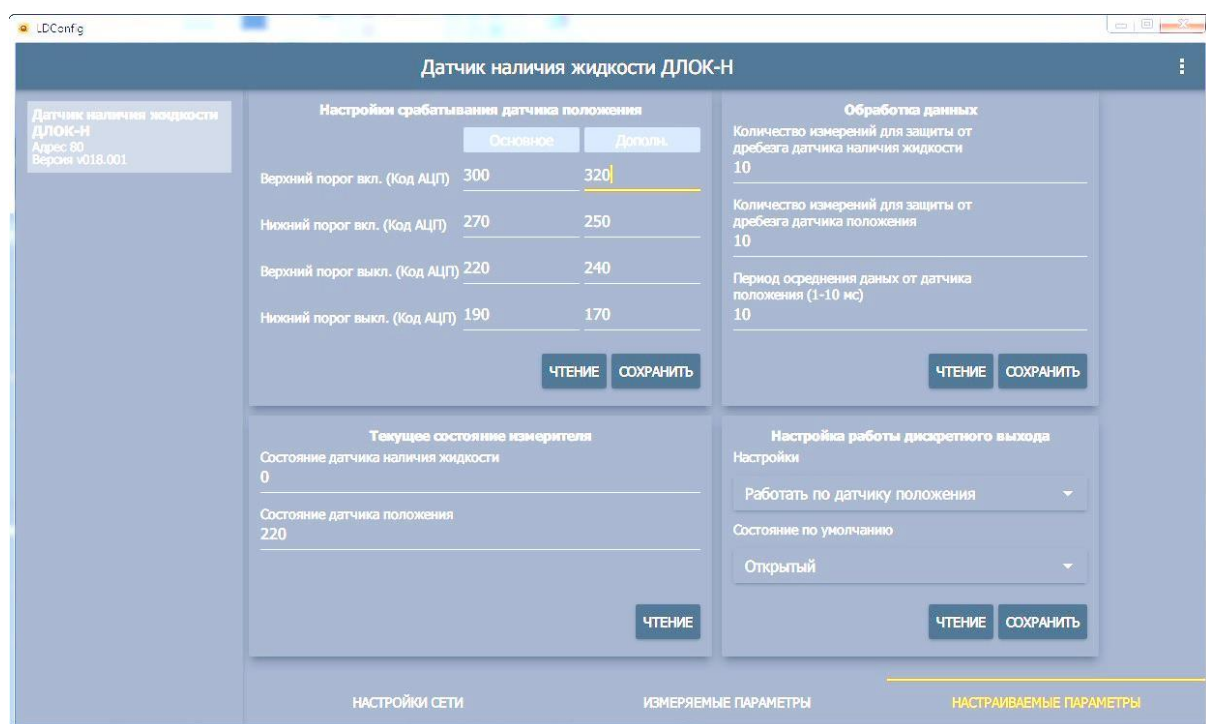 LDConfig
Датчик наличия жидкости ДЛОК-Н
Датчик наличия жидкости
ДЛОК-Н
Адрес 80
Версия v018.001
Настройки срабатывания датчика положения
Основное Дополн.
Верхний порог вкл. (Код АЦП) 300 320
Нижний порог вкл. (Код АЦП) 270 250
Верхний порог выкл. (Код АЦП) 220 240
Нижний порог выкл. (Код АЦП) 190 170
ЧТЕНИЕ СОХРАНИТЬ
Обработка данных
Количество измерений для защиты от
дребезга датчика наличия жидкости
10
Количество измерений для защиты от
дребезга датчика положения
10
Период осреднения даных от датчика
положения (1-10 мс)
10
ЧТЕНИЕ СОХРАНИТЬ
Текущее состояние измерителя
Состояние датчика наличия жидкости
0
Состояние датчика положения
220
ЧТЕНИЕ
Настройка работы дискретного выхода
Настройки
Работать по датчику положения
Состояние по умолчанию
Открытый
ЧТЕНИЕ СОХРАНИТЬ
НАСТРОЙКИ СЕТИ ИЗМЕРЯЕМЫЕ ПАРАМЕТРЫ НАСТРАИВАЕМЫЕ ПАРАМЕТРЫ